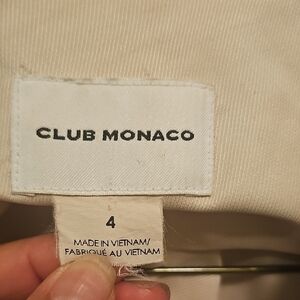 CLUB MONACO
4
MADE IN VIETNAM/
FABRIQUÉ AU VIETNAM